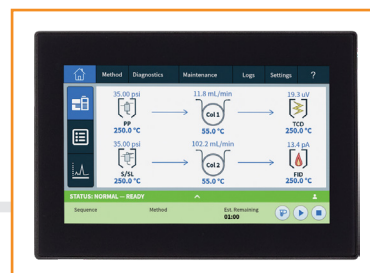 Method Diagnostics Maintenance Logs Settings ?
35.00 psi 11.8 mL/min 19.3 uV
PP Col 1 TCD
250.0 °C 55.0 °C 250.0 °C
35.00 psi 102.2 mL/min 13.4 pA
S/SL Col 2 FID
250.0 °C 55.0 °C 250.0 °C
STATUS: NORMAL — READY
Sequence Method Est. Remaining
01:00